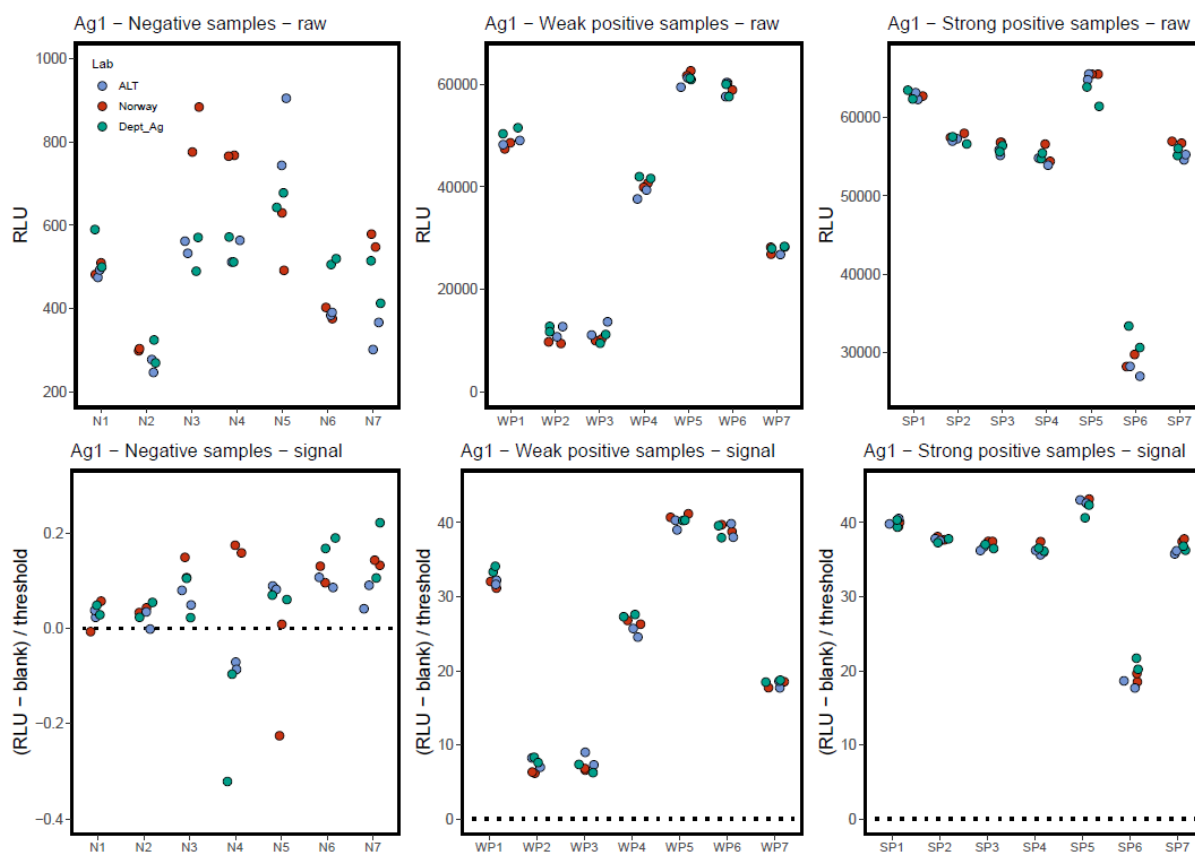 Ag1 − Negative samples − raw
Ag1 − Weak positive samples − raw
Ag1 − Strong positive samples − raw
RLU
1000
800
600
400
200
Lab
ALT
Norway
Dept_Ag
N1 N2 N3 N4 N5 N6 N7
RLU
60000
40000
20000
0
WP1 WP2 WP3 WP4 WP5 WP6 WP7
RLU
60000
50000
40000
30000
SP1 SP2 SP3 SP4 SP5 SP6 SP7
Ag1 − Negative samples − signal
Ag1 − Weak positive samples − signal
Ag1 − Strong positive samples − signal
(RLU − blank) / threshold
0.2
0.0
−0.2
−0.4
N1 N2 N3 N4 N5 N6 N7
(RLU − blank) / threshold
40
30
20
10
0
WP1 WP2 WP3 WP4 WP5 WP6 WP7
(RLU − blank) / threshold
40
30
20
10
0
SP1 SP2 SP3 SP4 SP5 SP6 SP7